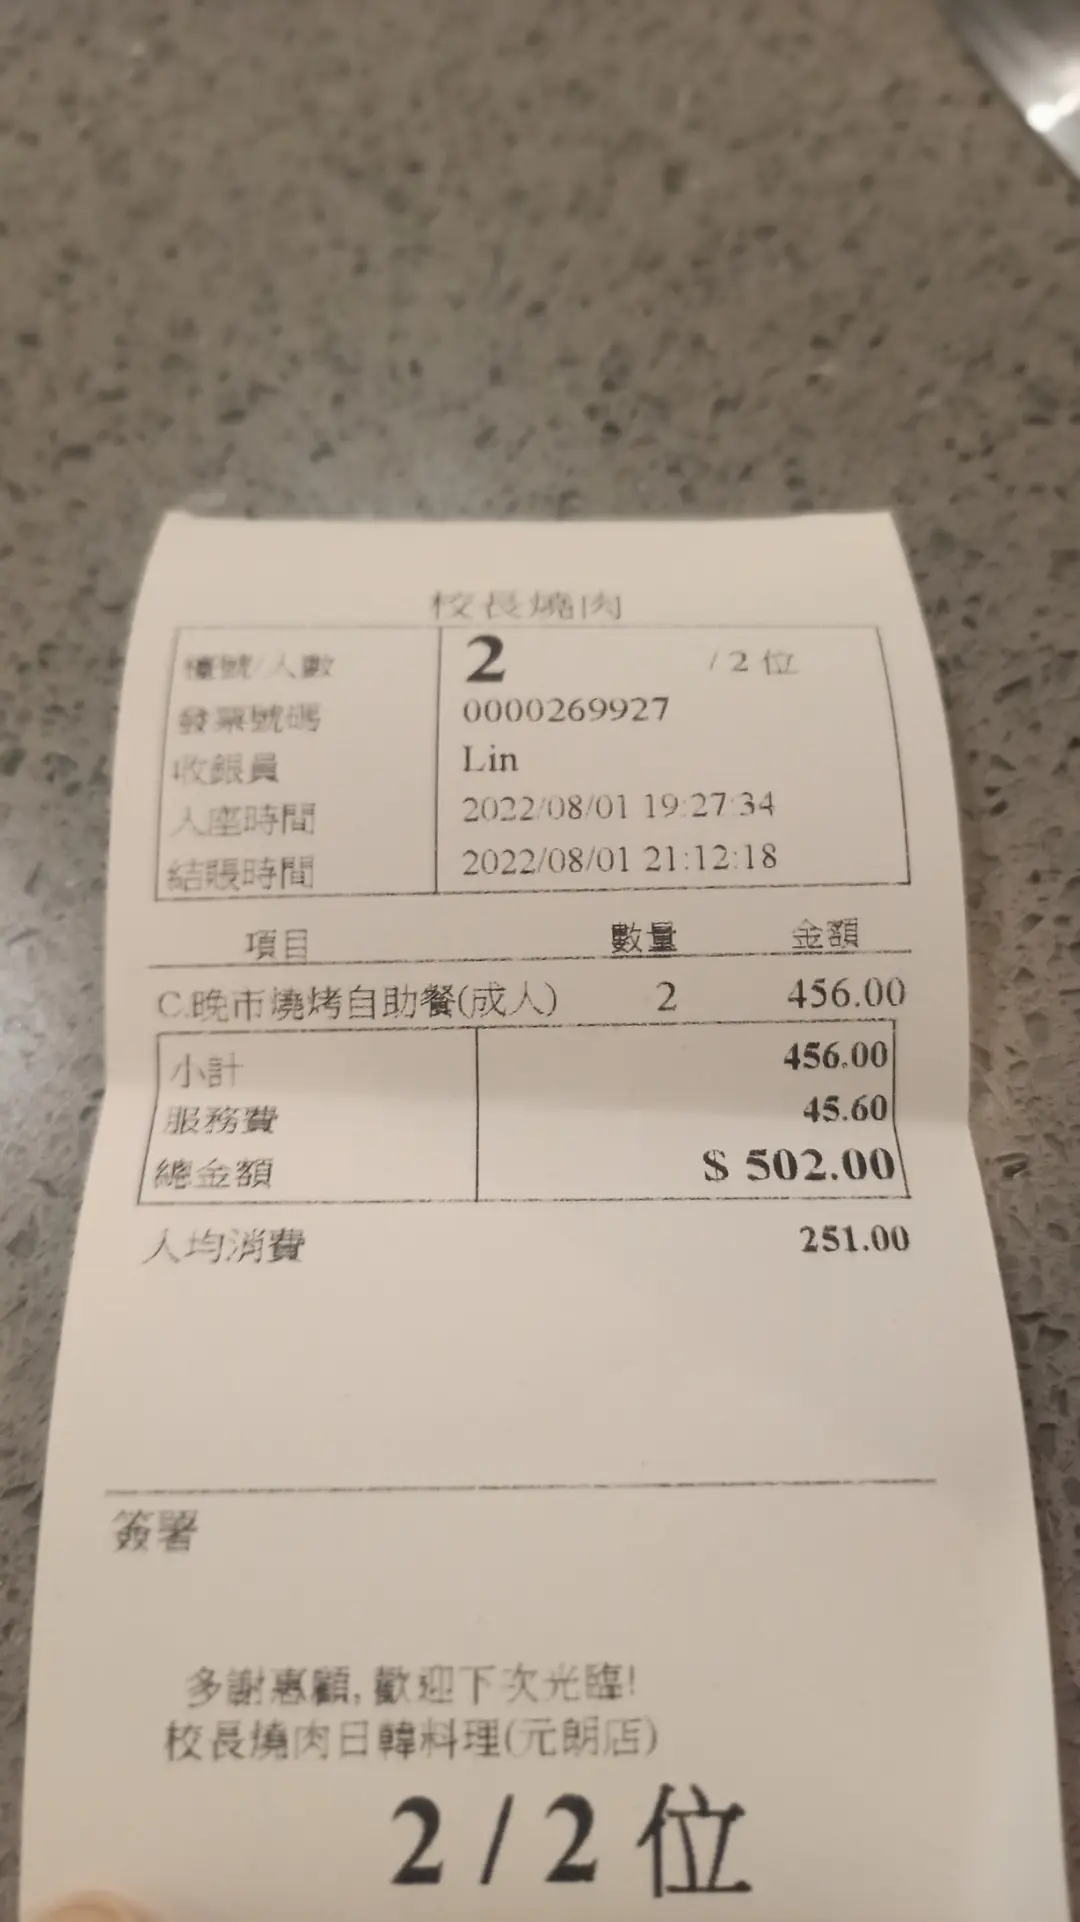 校長燒肉
檯號/人數 2 / 2 位
發票號碼 0000269927
收銀員 Lin
入座時間 2022/08/01 19:27:34
結賬時間 2022/08/01 21:12:18
項目 數量 金額
C.晚市燒烤自助餐(成人) 2 456.00
小計 456.00
服務費 45.60
總金額 $ 502.00
人均消費 251.00
簽署
多謝惠顧, 歡迎下次光臨!
校長燒肉日韓料理(元朗店)
2 / 2 位